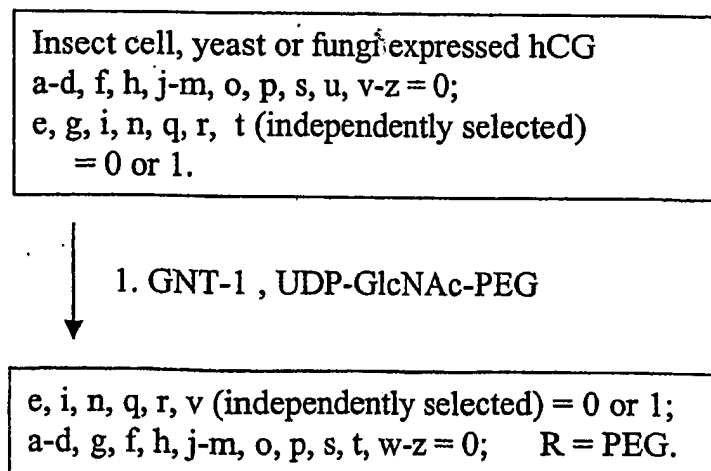 Insect cell, yeast or fungi expressed hCG
a-d, f, h, j-m, o, p, s, u, v-z = 0;
e, g, i, n, q, r, t (independently selected)
= 0 or 1.
1. GNT-1 , UDP-GlcNAc-PEG
e, i, n, q, r, v (independently selected) = 0 or 1;
a-d, g, f, h, j-m, o, p, s, t, w-z = 0; R = PEG.